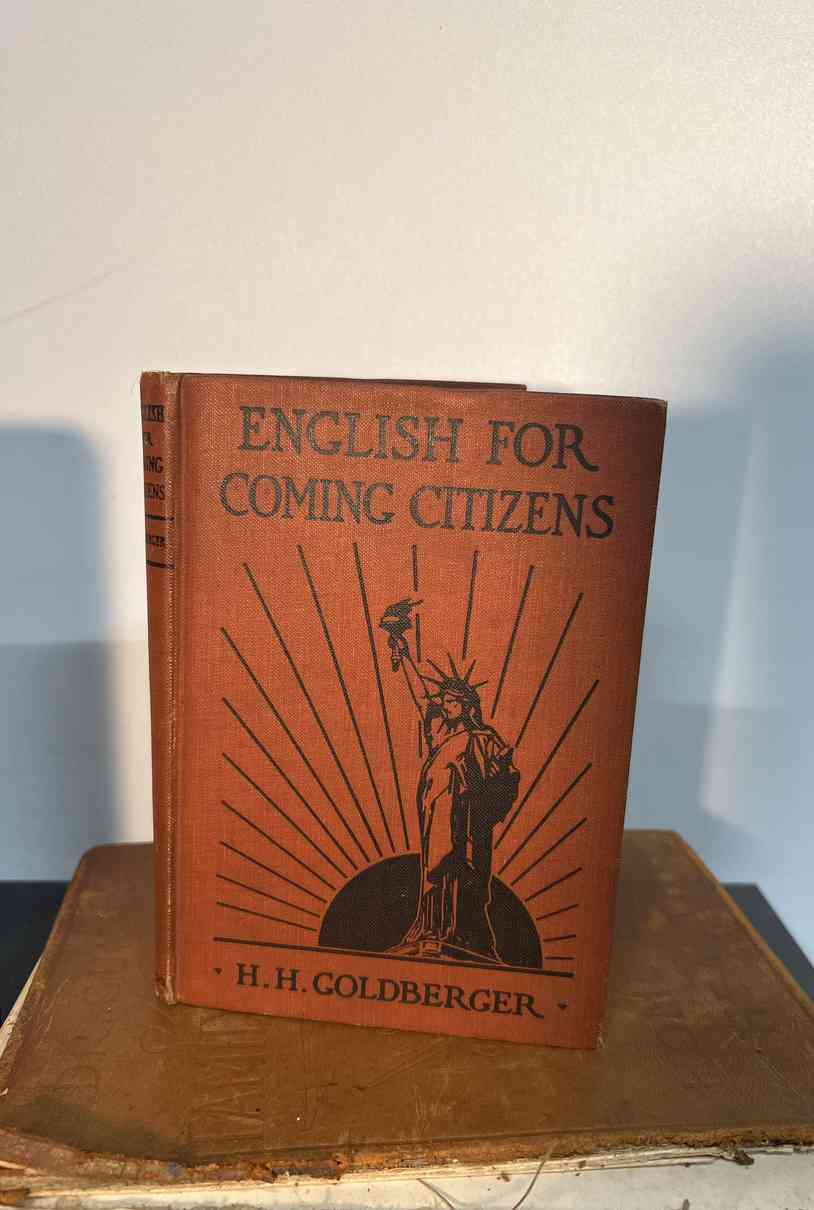 ENGLISH FOR
COMING CITIZENS
H. H. GOLDBERGER